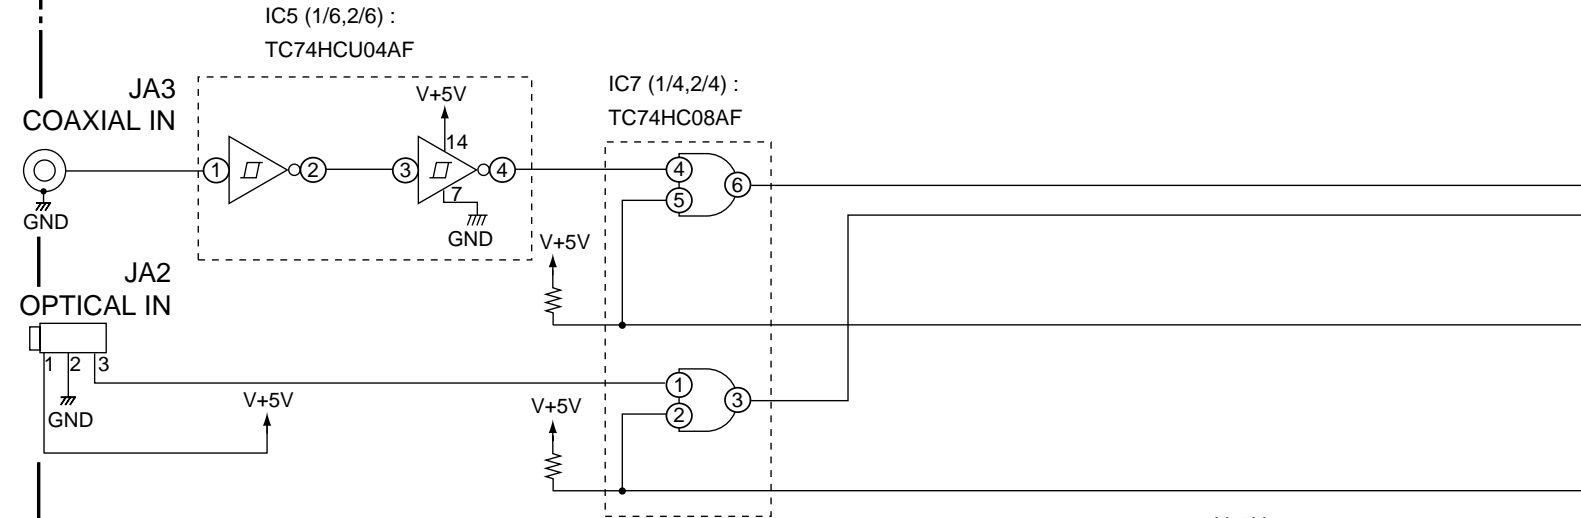 IC5 (1/6,2/6) :
TC74HCU04AF
JA3
COAXIAL IN
V+5V
14
1
2
3
4
7
GND
GND
IC7 (1/4,2/4) :
TC74HC08AF
4
5
6
V+5V
JA2
OPTICAL IN
1 2 3
GND
V+5V
V+5V
1
2
3